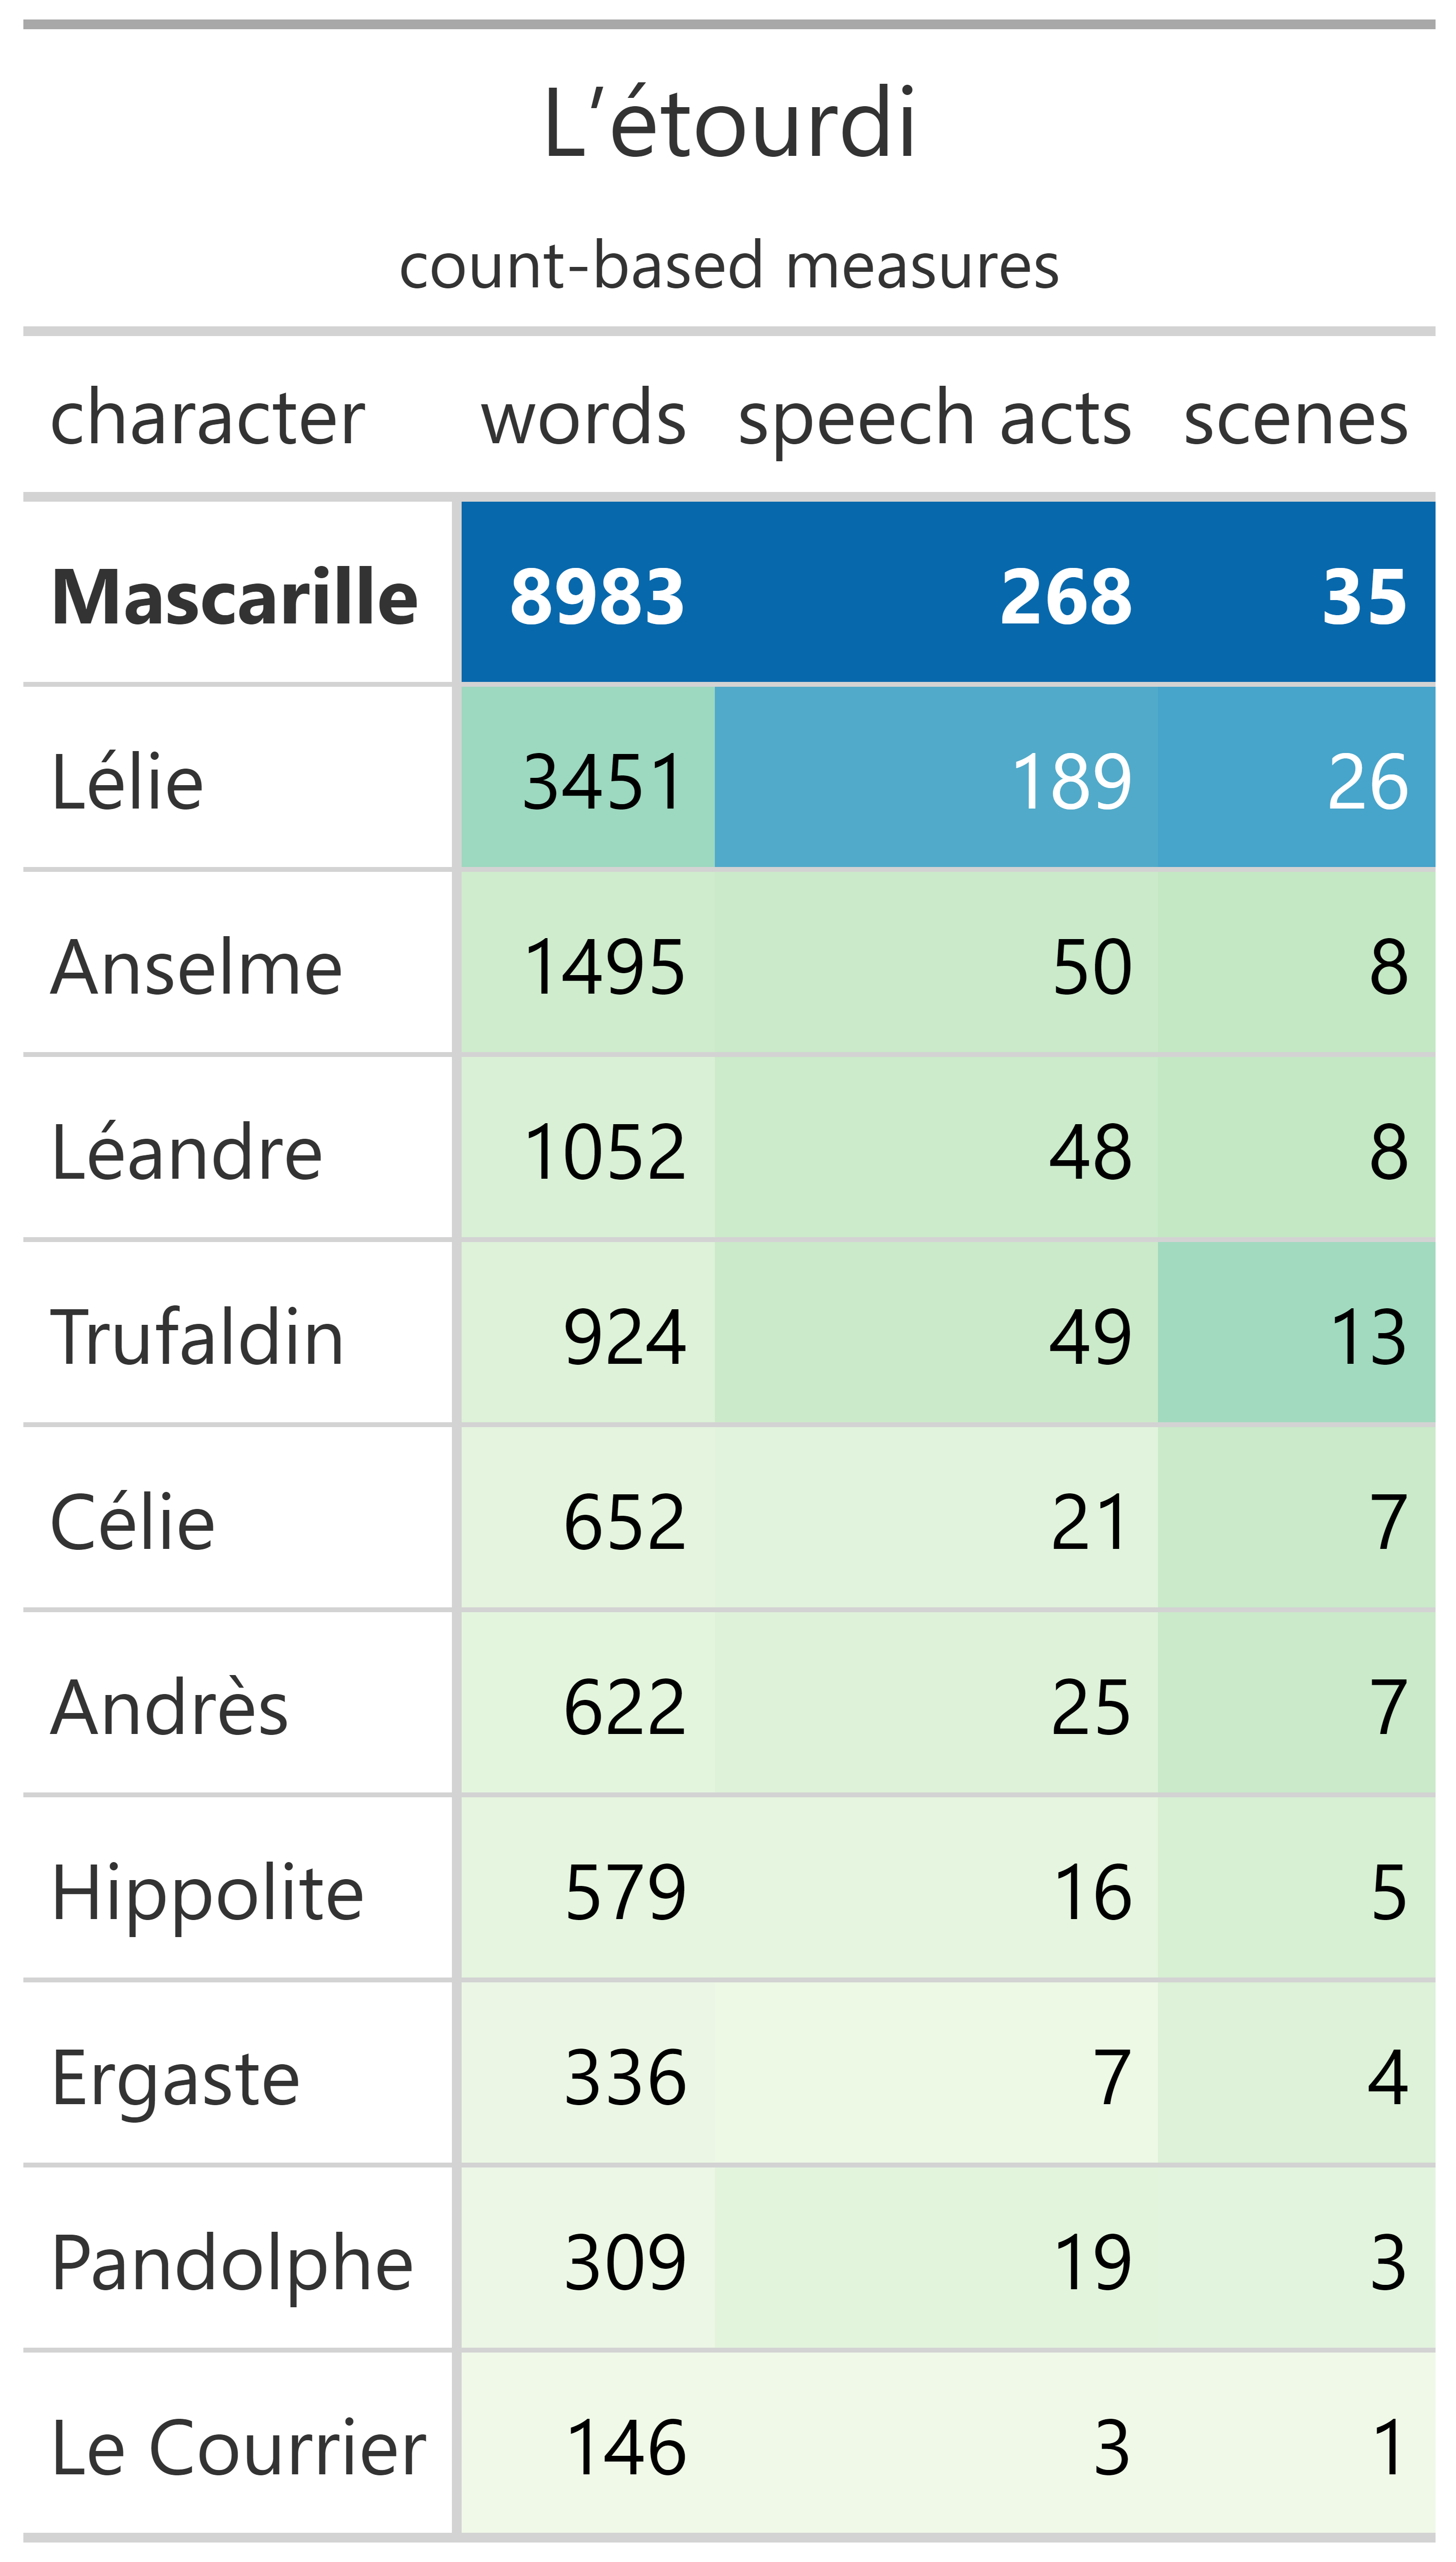 L’étourdi
count-based measures
character words speech acts scenes
Mascarille 8983 268 35
Lélie 3451 189 26
Anselme 1495 50 8
Léandre 1052 48 8
Trufaldin 924 49 13
Célie 652 21 7
Andrès 622 25 7
Hippolite 579 16 5
Ergaste 336 7 4
Pandolphe 309 19 3
Le Courrier 146 3 1